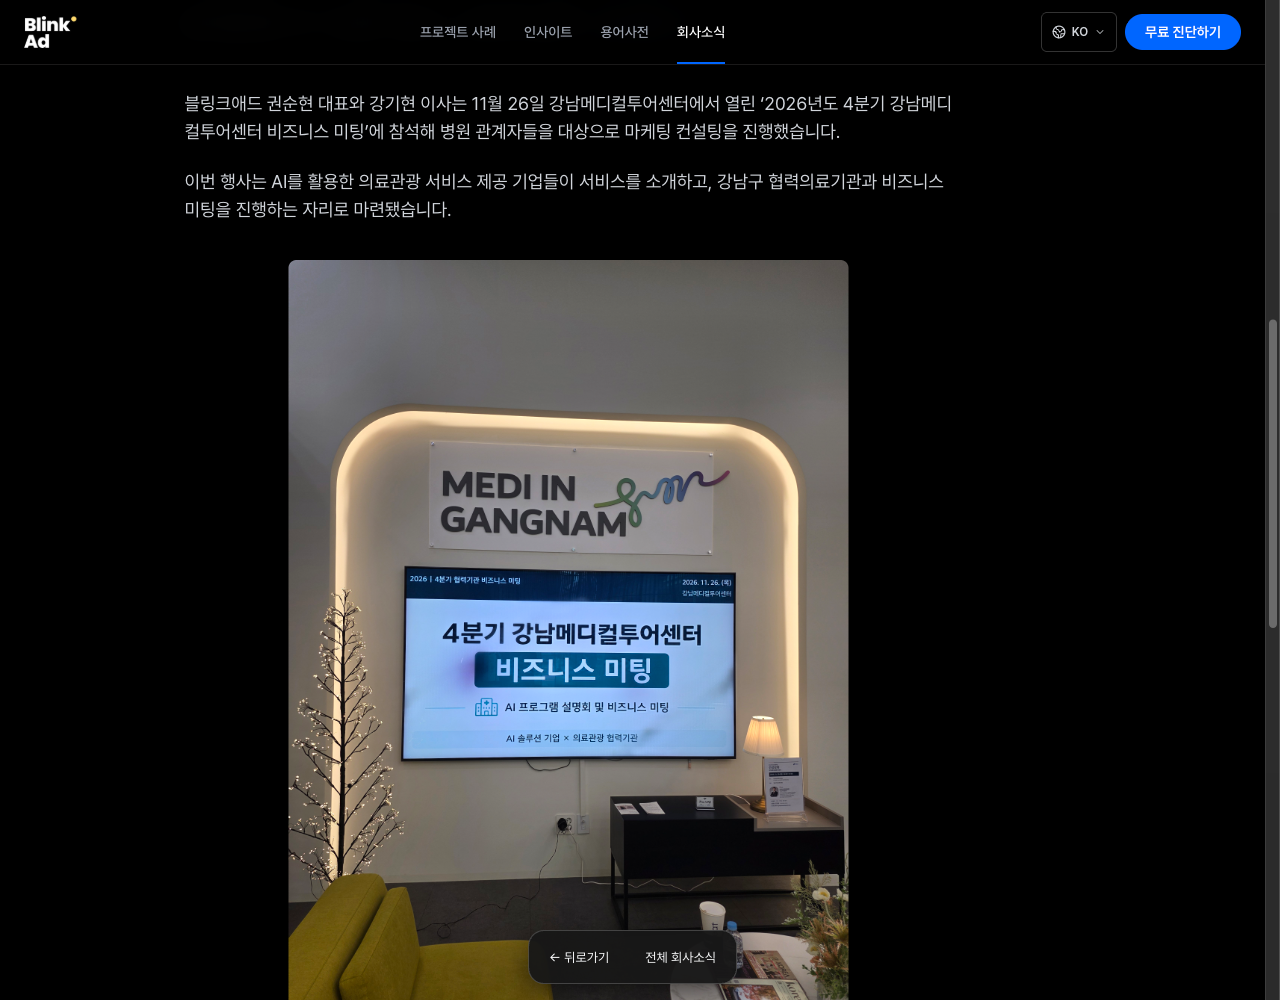 Blink
Ad
프로젝트 사례
인사이트
용어사전
회사소식
KO
무료 진단하기
블링크애드 권순현 대표와 강기현 이사는 11월 26일 강남메디컬투어센터에서 열린 ‘2026년도 4분기 강남메디
컬투어센터 비즈니스 미팅’에 참석해 병원 관계자들을 대상으로 마케팅 컨설팅을 진행했습니다.
이번 행사는 AI를 활용한 의료관광 서비스 제공 기업들이 서비스를 소개하고, 강남구 협력의료기관과 비즈니스
미팅을 진행하는 자리로 마련됐습니다.
MEDI IN
GANGNAM
2026 | 4분기 협력기관 비즈니스 미팅
2026. 11. 26. (목)
강남메디컬투어센터
4분기 강남메디컬투어센터
비즈니스 미팅
AI 프로그램 설명회 및 비즈니스 미팅
AI 솔루션 기업 × 의료관광 협력기관
← 뒤로가기
전체 회사소식